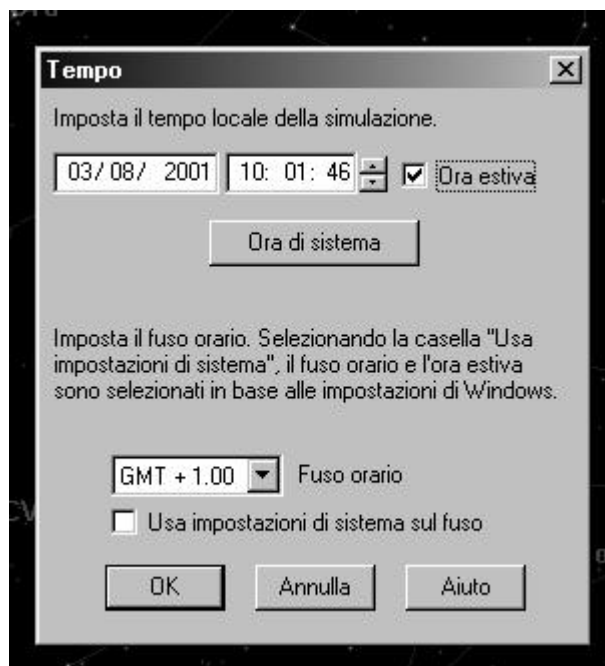 Tempo
Imposta il tempo locale della simulazione.
03/ 08/ 2001 10: 01: 46 Ora estiva
Ora di sistema
Imposta il fuso orario. Selezionando la casella "Usa
impostazioni di sistema", il fuso orario e l'ora estiva
sono selezionati in base alle impostazioni di Windows.
GMT + 1.00 Fuso orario
Usa impostazioni di sistema sul fuso
OK Annulla Aiuto